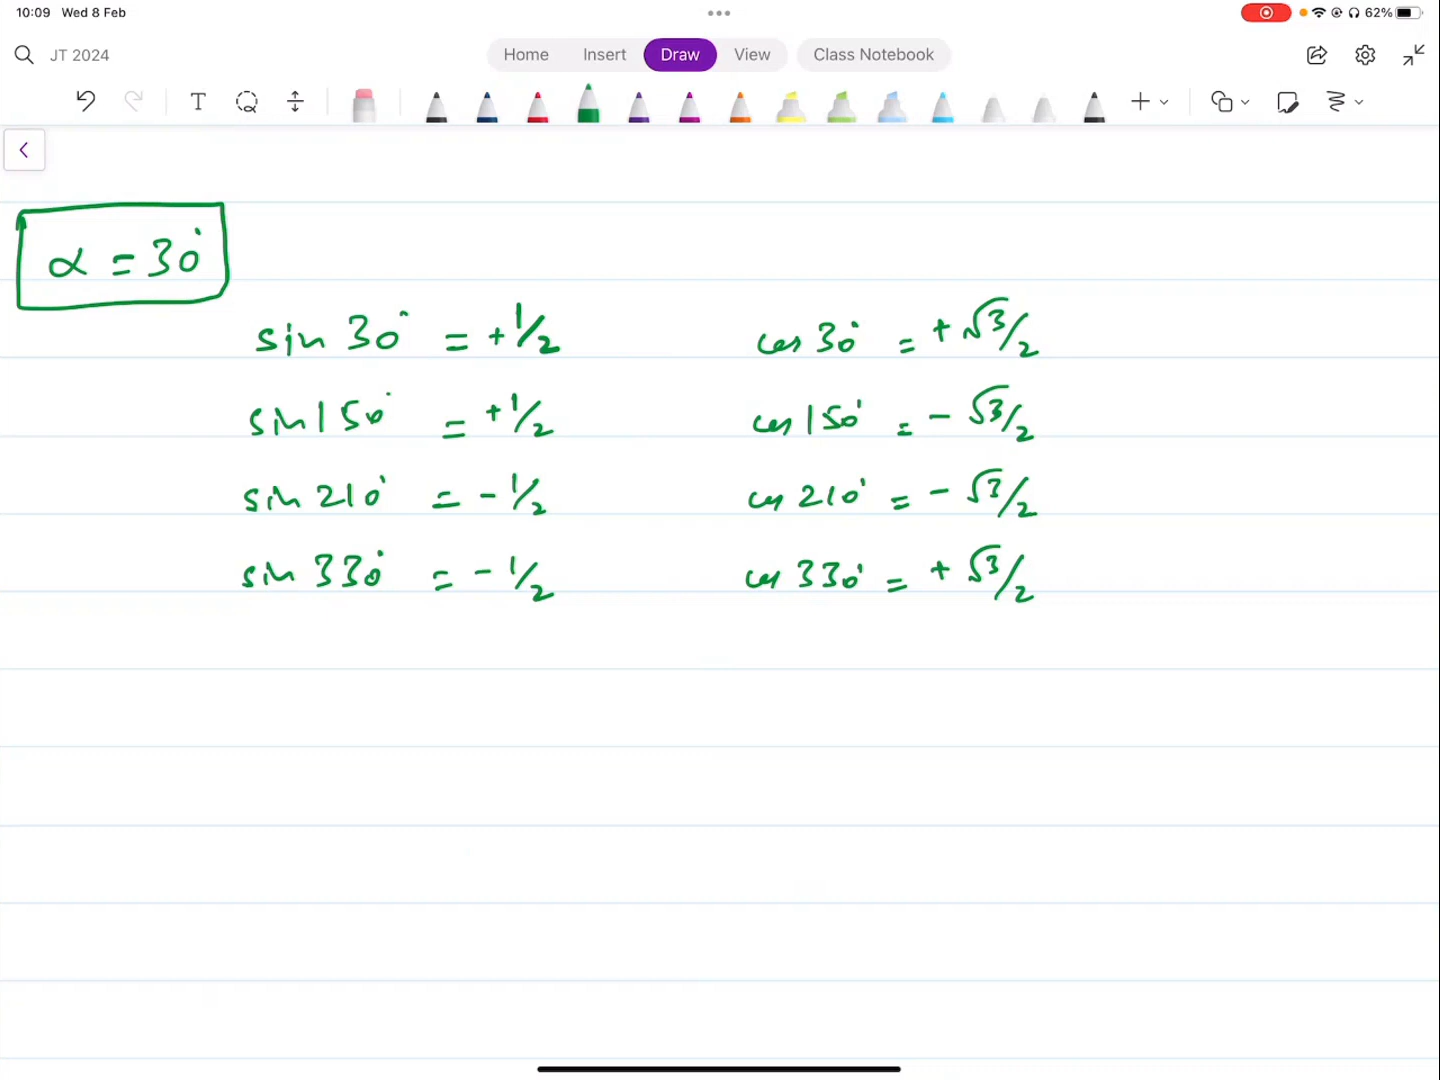 10:09 Wed 8 Feb 62%
JT 2024 Home Insert Draw View Class Notebook
T
α = 30°
sin 30° = +1/2 cos 30° = +√3/2
sin 150° = +1/2 cos 150° = -√3/2
sin 210° = -1/2 cos 210° = -√3/2
sin 330° = -1/2 cos 330° = +√3/2